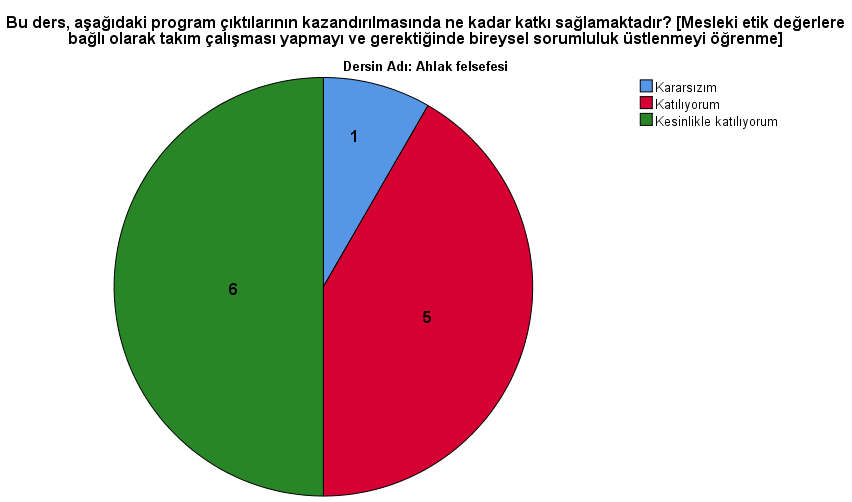 Bu ders, aşağıdaki program çıktılarının kazandırılmasında ne kadar katkı sağlamaktadır? [Mesleki etik değerlere
bağlı olarak takım çalışması yapmayı ve gerektiğinde bireysel sorumluluk üstlenmeyi öğrenme]
Dersin Adı: Ahlak felsefesi
Kararsızım
Katılıyorum
Kesinlikle katılıyorum
1
6
5